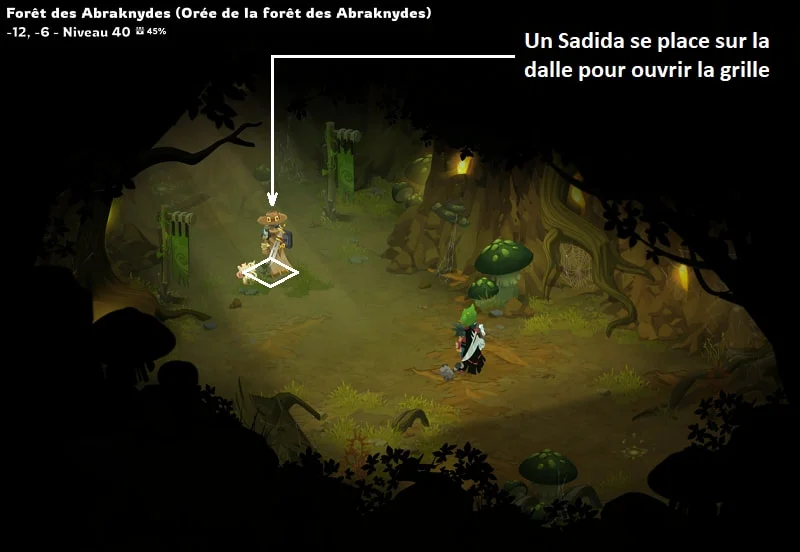 Forêt des Abraknydes (Orée de la forêt des Abraknydes)
-12, -6 - Niveau 40 45%
Un Sadida se place sur la
dalle pour ouvrir la grille